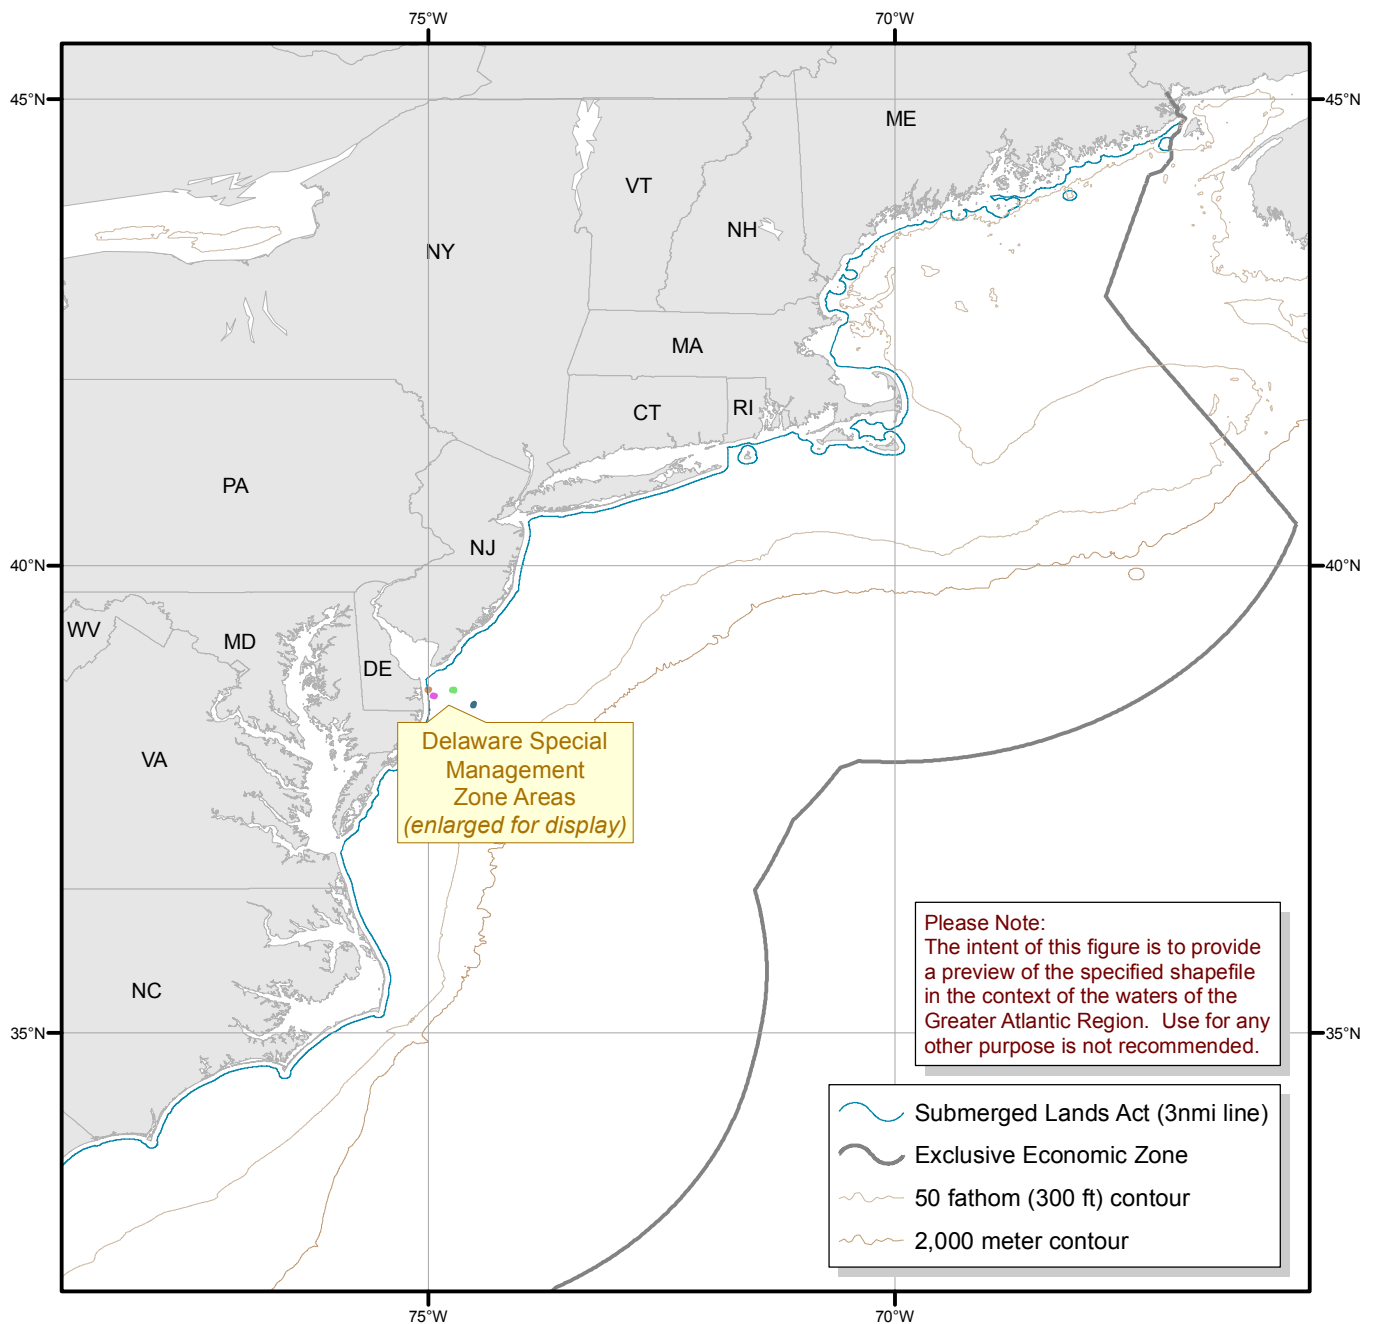 75°W
70°W
45°N
45°N
ME
VT
NH
NY
MA
CT
RI
PA
NJ
40°N
40°N
WV
MD
DE
VA
Delaware Special
Management
Zone Areas
(enlarged for display)
NC
35°N
35°N
Please Note:
The intent of this figure is to provide
a preview of the specified shapefile
in the context of the waters of the
Greater Atlantic Region.  Use for any
other purpose is not recommended.
Submerged Lands Act (3nmi line)
Exclusive Economic Zone
50 fathom (300 ft) contour
2,000 meter contour
75°W
70°W